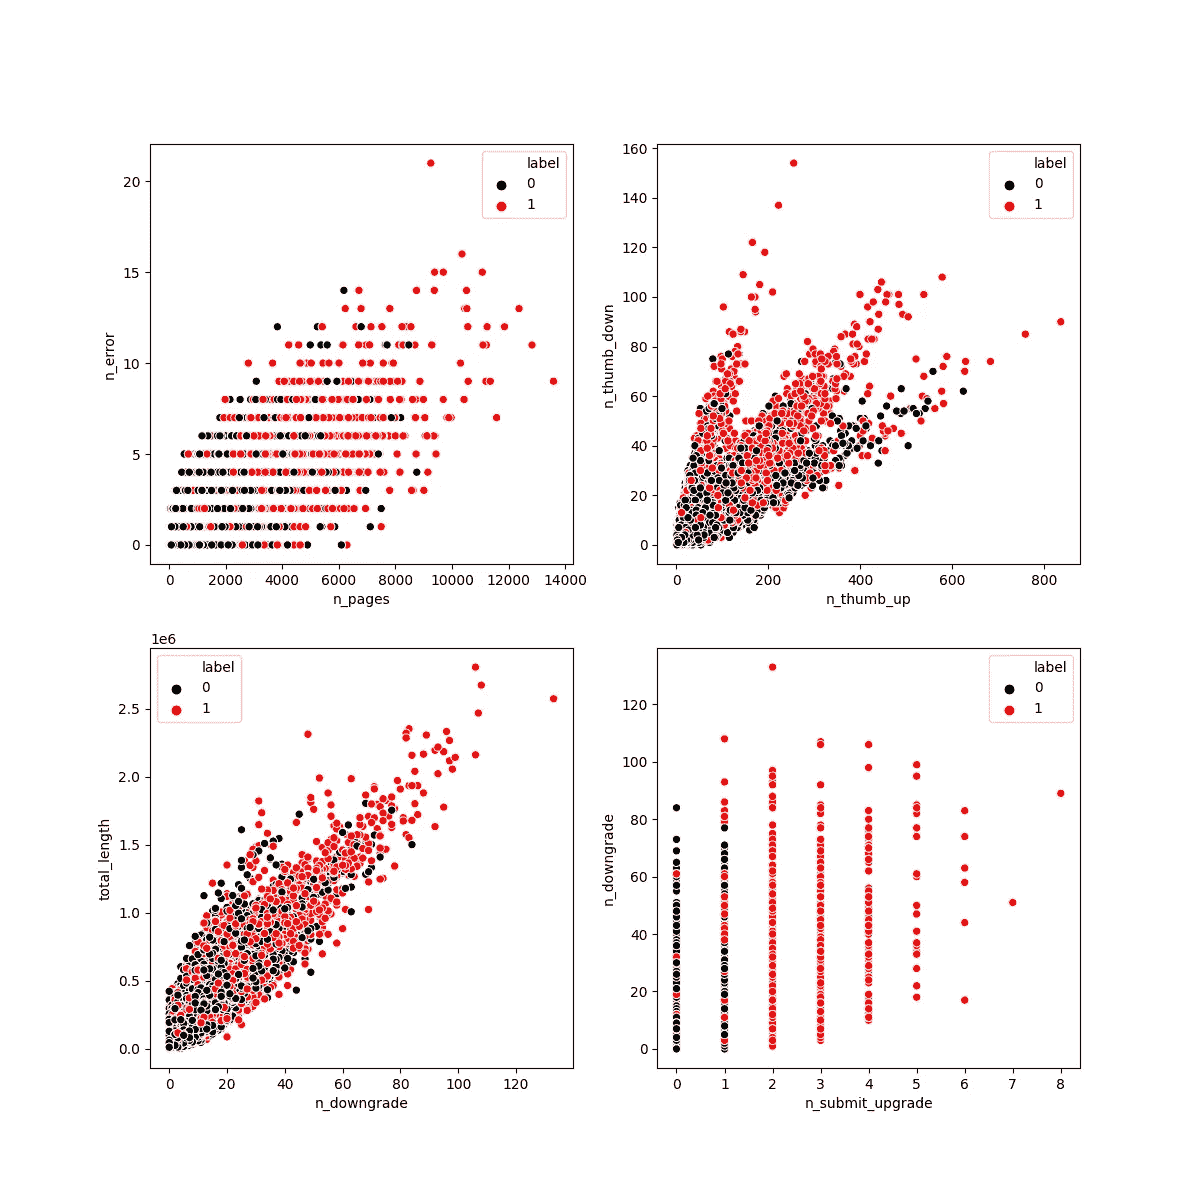 label
0
1
20
15
10
5
0
n_error
0 2000 4000 6000 8000 10000 12000 14000
n_pages
label
0
1
160
140
120
100
80
60
40
20
0
n_thumb_down
0 200 400 600 800
n_thumb_up
1e6
label
0
1
2.5
2.0
1.5
1.0
0.5
0.0
total_length
0 20 40 60 80 100 120
n_downgrade
label
0
1
120
100
80
60
40
20
0
n_downgrade
0 1 2 3 4 5 6 7 8
n_submit_upgrade